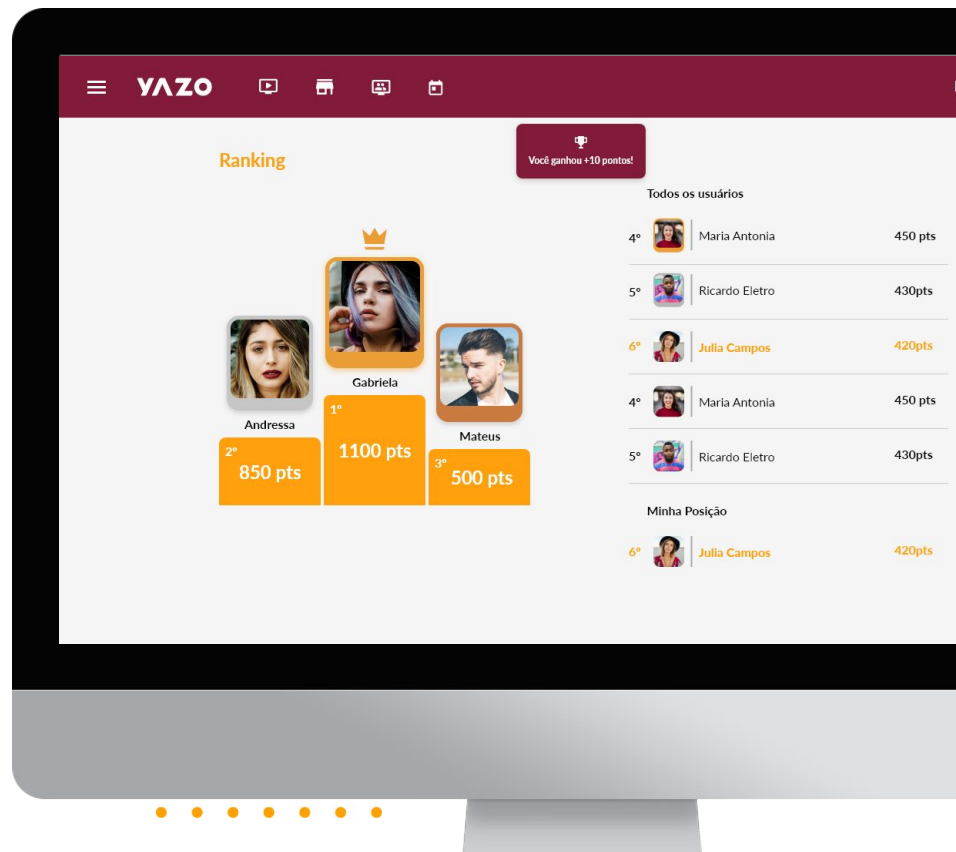 YAZO
Ranking
Você ganhou +10 pontos!
Todos os usuários
4º Maria Antonia 450 pts
5º Ricardo Eletro 430pts
6º Julia Campos 420pts
4º Maria Antonia 450 pts
5º Ricardo Eletro 430pts
Minha Posição
6º Julia Campos 420pts
Gabriela
1º
1100 pts
Andressa
2º
850 pts
Mateus
3º
500 pts